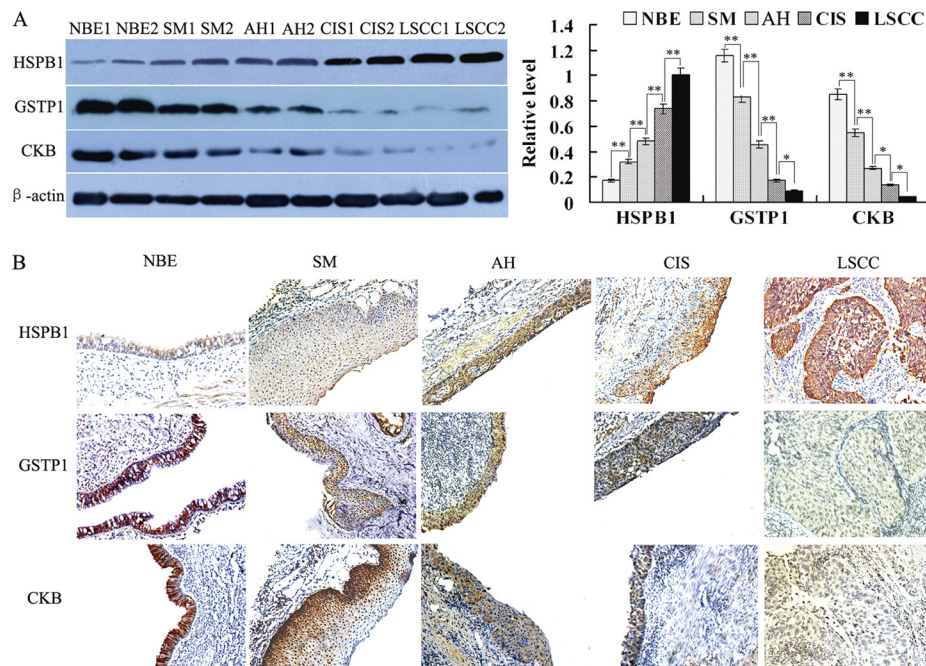 A
NBE1 NBE2 SM1 SM2 AH1 AH2 CIS1 CIS2 LSCC1 LSCC2
HSPB1
GSTP1
CKB
β-actin
NBE SM AH CIS LSCC
Relative level
1.4
1.2
1
0.8
0.6
0.4
0.2
0
** ** ** **
** ** ** *
** ** * *
HSPB1 GSTP1 CKB
B
NBE SM AH CIS LSCC
HSPB1
GSTP1
CKB